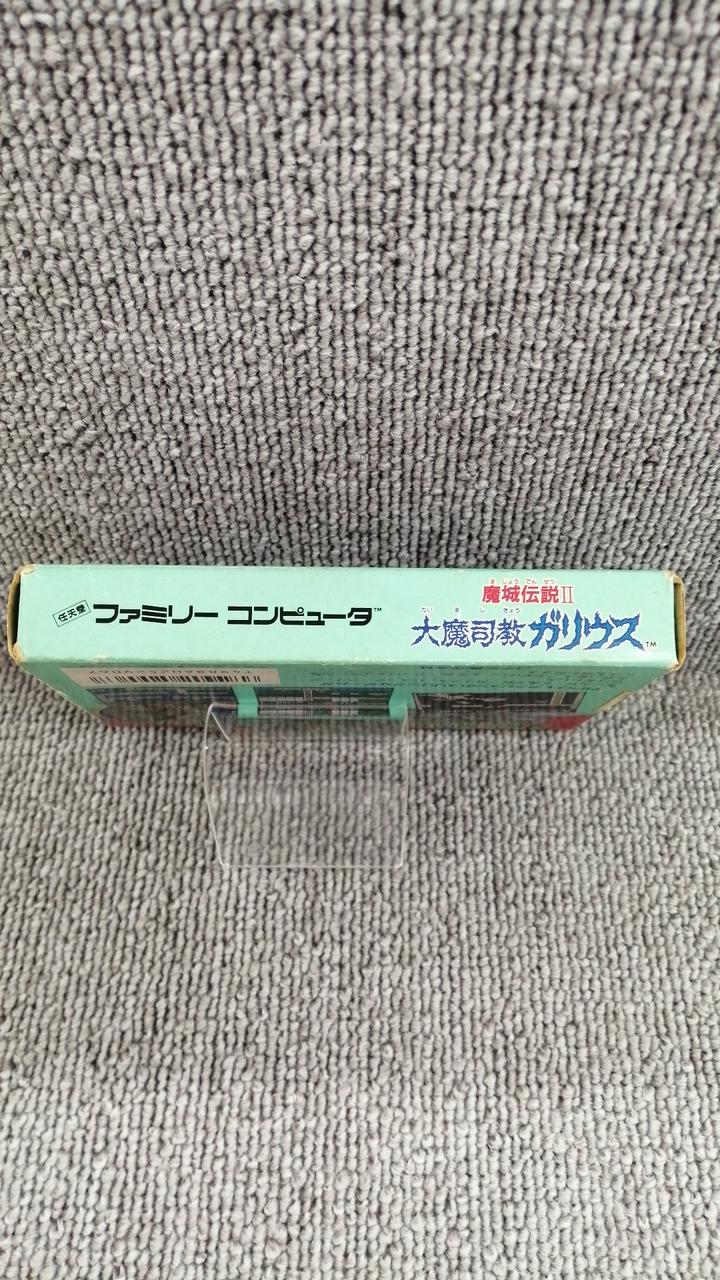 任天堂 ファミリー コンピュータ™
ま じょう でん せつ
魔城伝説II
だい ま し きょう
大魔司教ガリウス™